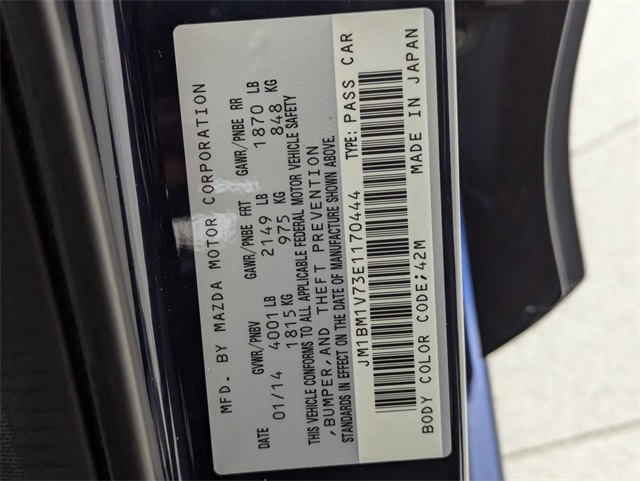 MFD. BY MAZDA MOTOR CORPORATION
DATE GVWR/PNBV GAWR/PNBE FRT GAWR/PNBE RR
01/14 4001 LB 2149 LB 1870 LB
1815 KG 975 KG 848 KG
THIS VEHICLE CONFORMS TO ALL APPLICABLE FEDERAL MOTOR VEHICLE SAFETY
,BUMPER,AND THEFT PREVENTION
STANDARDS IN EFFECT ON THE DATE OF MANUFACTURE SHOWN ABOVE.
JM1BM1V73E1170444 TYPE: PASS CAR
BODY COLOR CODE;42M MADE IN JAPAN